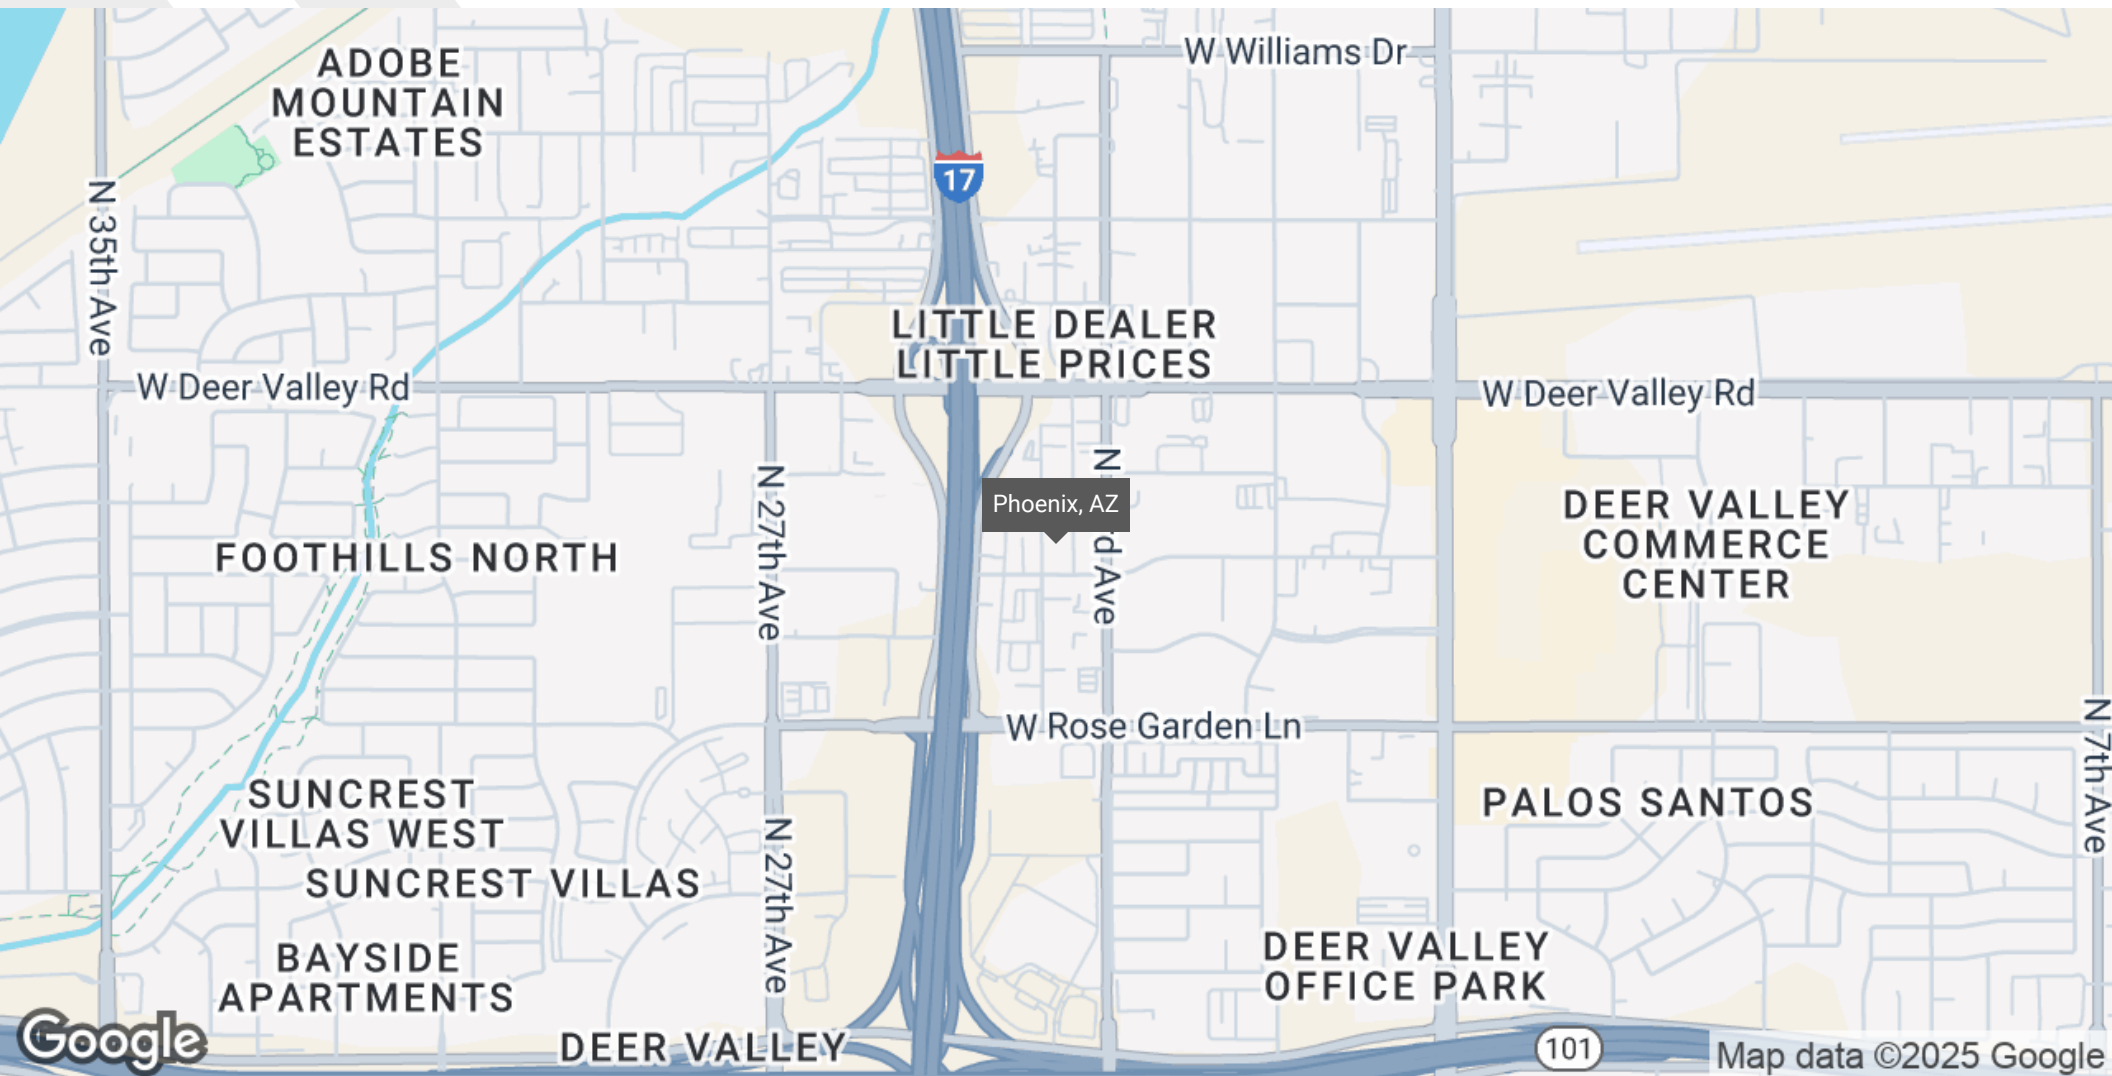 W Williams Dr
ADOBE
MOUNTAIN
ESTATES
17
N 35th Ave
LITTLE DEALER
LITTLE PRICES
W Deer Valley Rd
W Deer Valley Rd
N 27th Ave
N
rd Ave
Phoenix, AZ
DEER VALLEY
COMMERCE
CENTER
FOOTHILLS NORTH
W Rose Garden Ln
N 7th Ave
SUNCREST
VILLAS WEST
PALOS SANTOS
N 27th Ave
SUNCREST VILLAS
BAYSIDE
APARTMENTS
DEER VALLEY
OFFICE PARK
Google
DEER VALLEY
101
Map data ©2025 Google